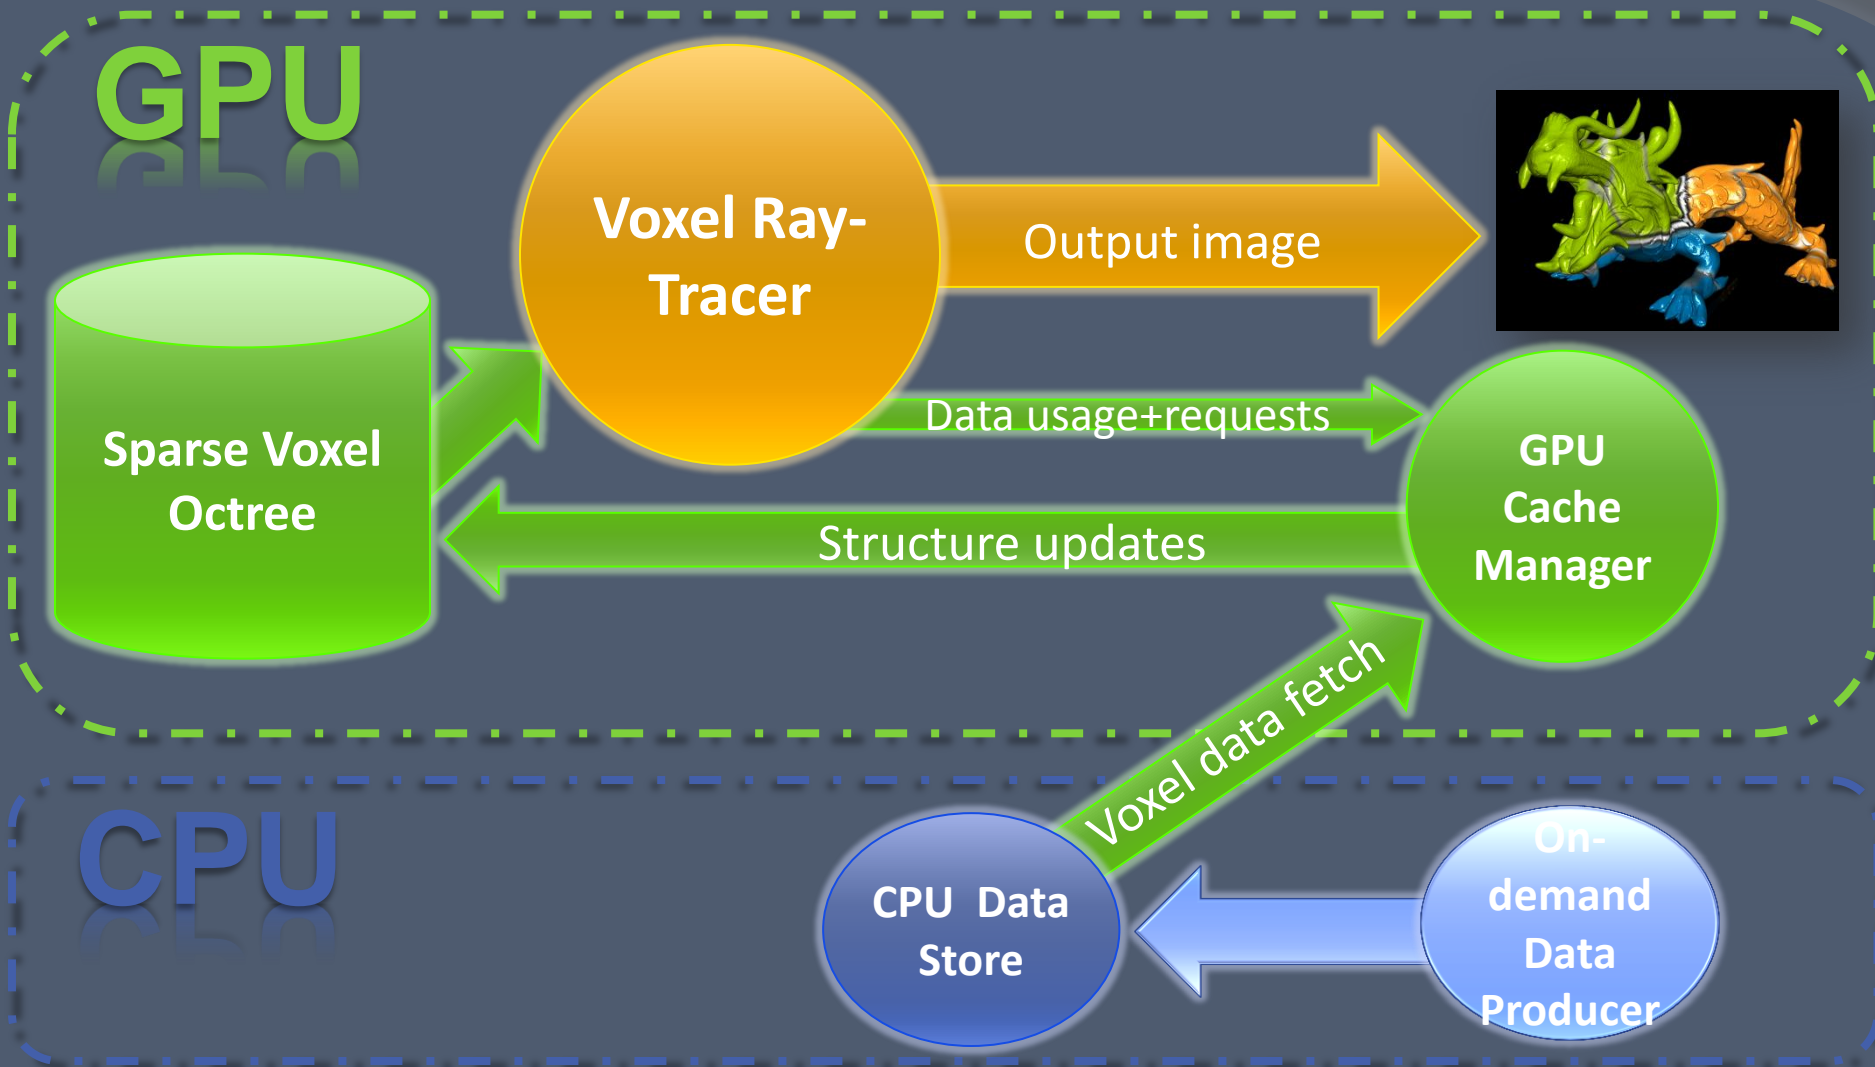 GPU
Voxel Ray-
Tracer
Output image
Sparse Voxel
Octree
Data usage+requests
GPU
Cache
Manager
Structure updates
Voxel data fetch
CPU
CPU  Data
Store
On-
demand
Data
Producer